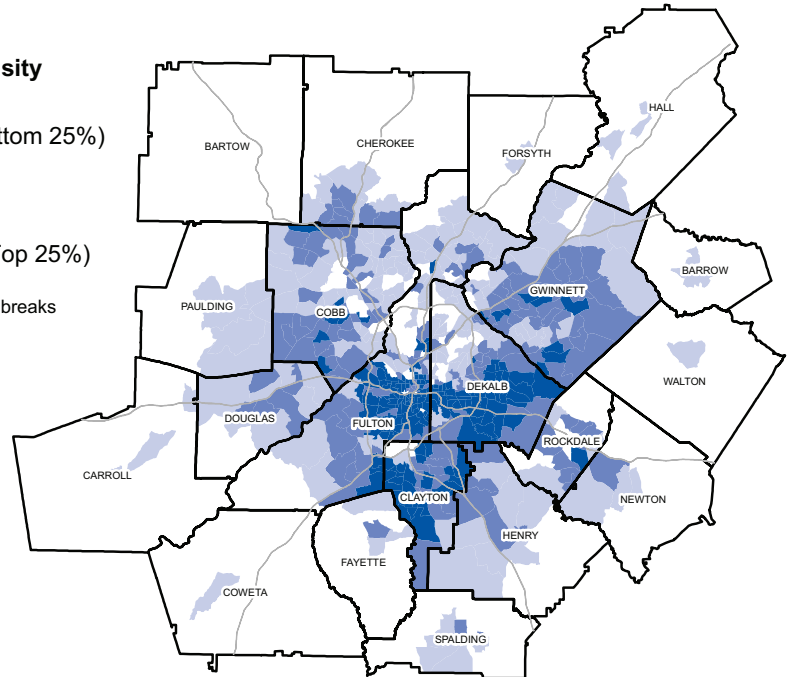 sity
ttom 25%)
Top 25%)
breaks
HALL
BARTOW
CHEROKEE
FORSYTH
BARROW
GWINNETT
PAULDING
COBB
WALTON
DEKALB
DOUGLAS
FULTON
ROCKDALE
CARROLL
CLAYTON
NEWTON
HENRY
FAYETTE
COWETA
SPALDING